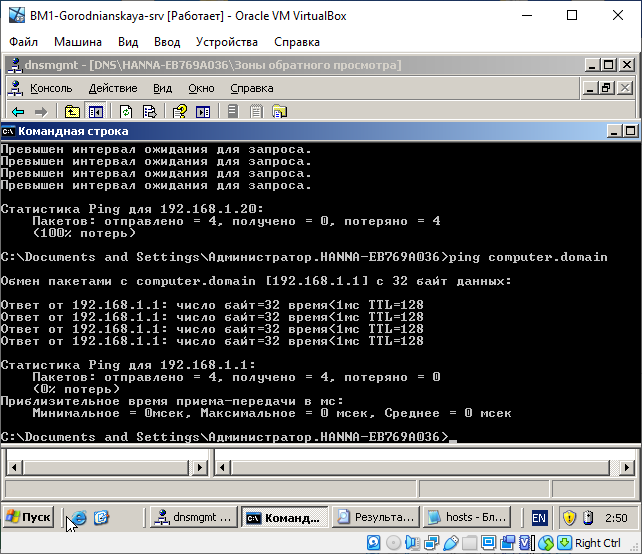 BM1-Gorodnianskaya-srv [Работает] - Oracle VM VirtualBox
Файл Машина Вид Ввод Устройства Справка
dnsmgmt - [DNS\HANNA-EB769A036\Зоны обратного просмотра]
Консоль Действие Вид Окно Справка
Командная строка
Превышен интервал ожидания для запроса.
Превышен интервал ожидания для запроса.
Превышен интервал ожидания для запроса.
Превышен интервал ожидания для запроса.
Статистика Ping для 192.168.1.20:
Пакетов: отправлено = 4, получено = 0, потеряно = 4
(100% потерь)
C:\Documents and Settings\Администратор.HANNA-EB769A036>ping computer.domain
Обмен пакетами с computer.domain [192.168.1.1] с 32 байт данных:
Ответ от 192.168.1.1: число байт=32 время<1мс TTL=128
Ответ от 192.168.1.1: число байт=32 время<1мс TTL=128
Ответ от 192.168.1.1: число байт=32 время<1мс TTL=128
Ответ от 192.168.1.1: число байт=32 время<1мс TTL=128
Статистика Ping для 192.168.1.1:
Пакетов: отправлено = 4, получено = 4, потеряно = 0
(0% потерь)
Приблизительное время приема-передачи в мс:
Минимальное = 0мсек, Максимальное = 0 мсек, Среднее = 0 мсек
C:\Documents and Settings\Администратор.HANNA-EB769A036>_
Пуск dnsmgmt ... Команд... Результа... hosts - Бл... EN 2:50
Right Ctrl